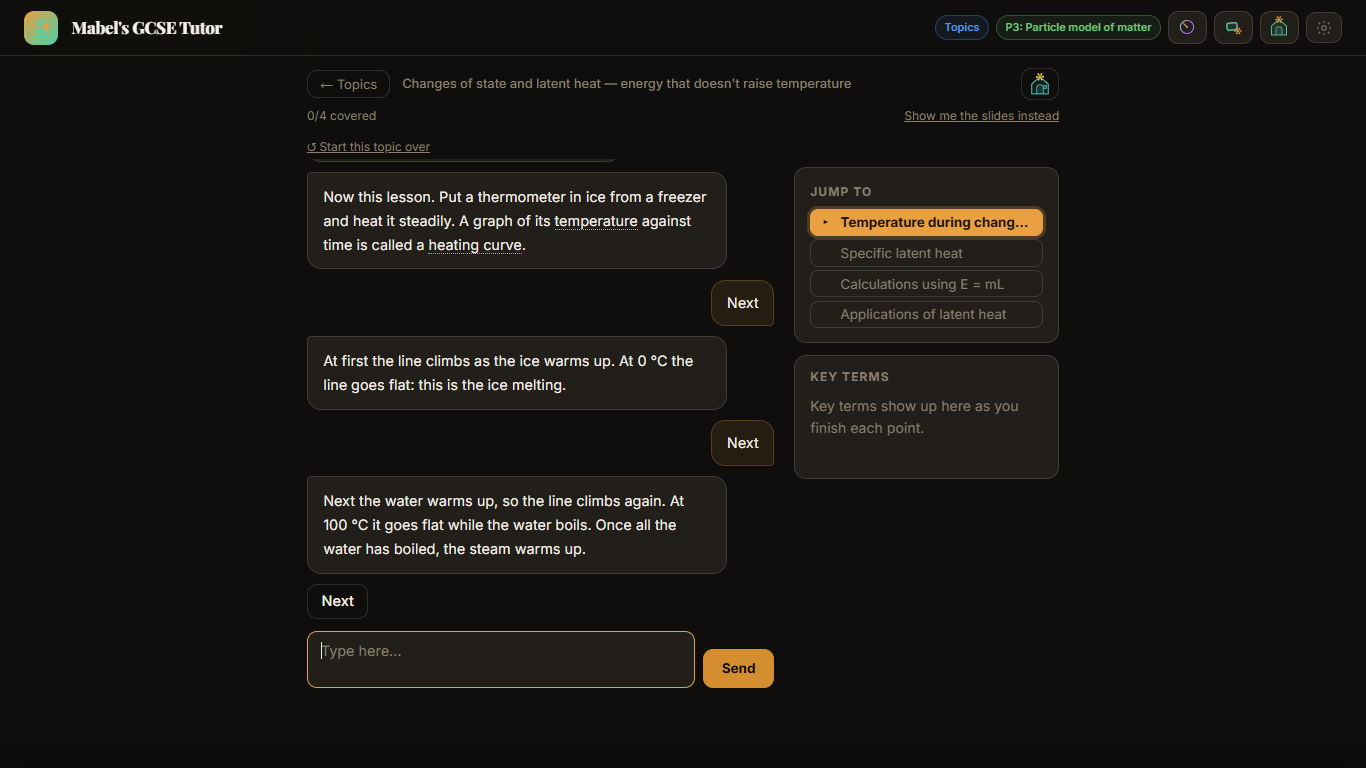 Mabel's GCSE Tutor
Topics
P3: Particle model of matter
← Topics
Changes of state and latent heat — energy that doesn't raise temperature
0/4 covered
Show me the slides instead
↺ Start this topic over
Now this lesson. Put a thermometer in ice from a freezer
and heat it steadily. A graph of its temperature against
time is called a heating curve.
Next
At first the line climbs as the ice warms up. At 0 °C the
line goes flat: this is the ice melting.
Next
Next the water warms up, so the line climbs again. At
100 °C it goes flat while the water boils. Once all the
water has boiled, the steam warms up.
Next
Type here...
Send
JUMP TO
‣ Temperature during chang...
Specific latent heat
Calculations using E = mL
Applications of latent heat
KEY TERMS
Key terms show up here as you
finish each point.